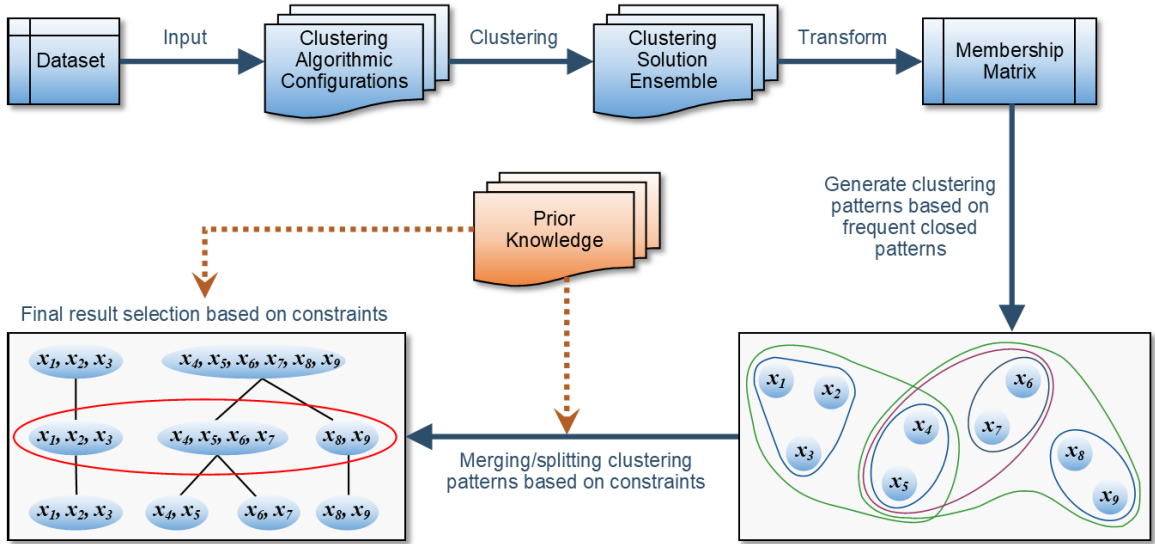 Dataset
Input
Clustering
Algorithmic
Configurations
Clustering
Clustering
Solution
Ensemble
Transform
Membership
Matrix
Generate clustering
patterns based on
frequent closed
patterns
Prior
Knowledge
Final result selection based on constraints
x₁, x₂, x₃
x₄, x₅, x₆, x₇, x₈, x₉
x₁, x₂, x₃
x₄, x₅, x₆, x₇
x₈, x₉
x₁, x₂, x₃
x₄, x₅
x₆, x₇
x₈, x₉
Merging/splitting clustering
patterns based on constraints
x₁
x₂
x₃
x₄
x₅
x₆
x₇
x₈
x₉